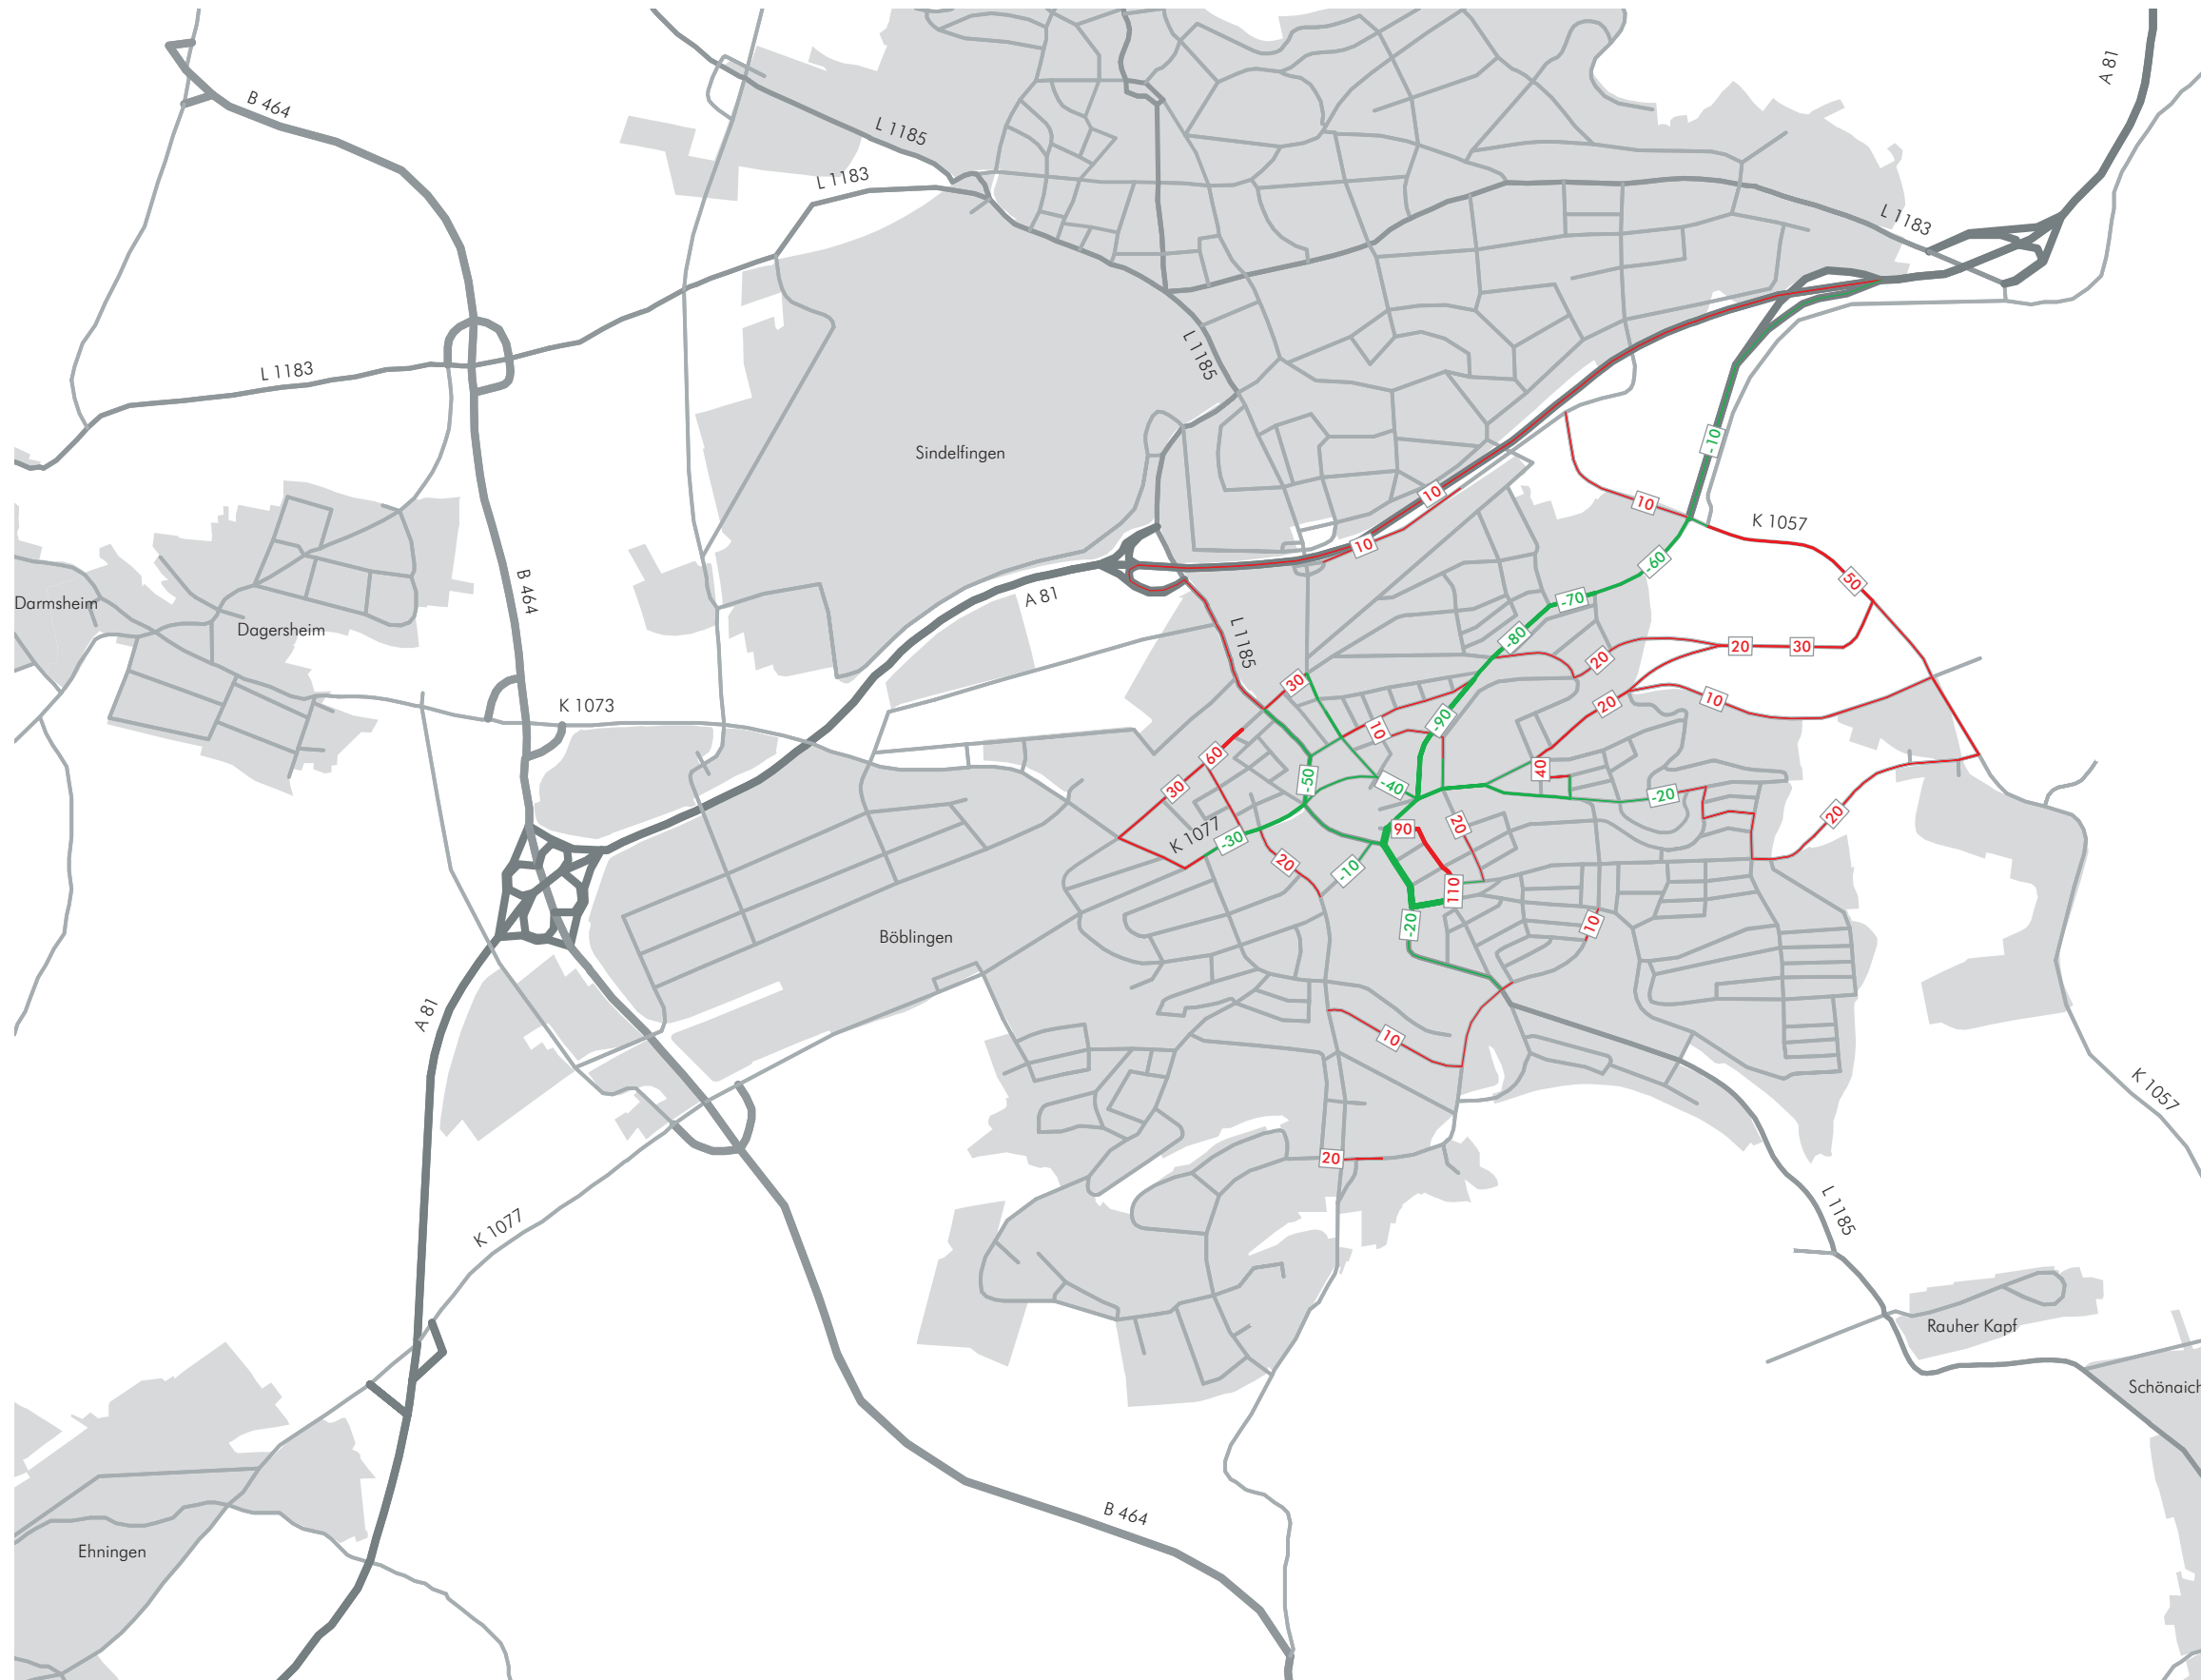 A 81
B 464
L 1185
L 1183
L 1183
L 1185
L 1183
Sindelfingen
-10
10
10
K 1057
10
B 464
A 81
Darmsheim
Dagersheim
-60
50
-70
L 1185
-80
20
20
30
30
K 1073
20
10
-90
10
60
40
-50
-40
30
-20
20
K 1077
90
20
-30
20
-10
110
-20
10
Böblingen
A 81
10
K 1057
20
K 1077
L 1185
Rauher Kapf
Schönaich
B 464
Ehningen